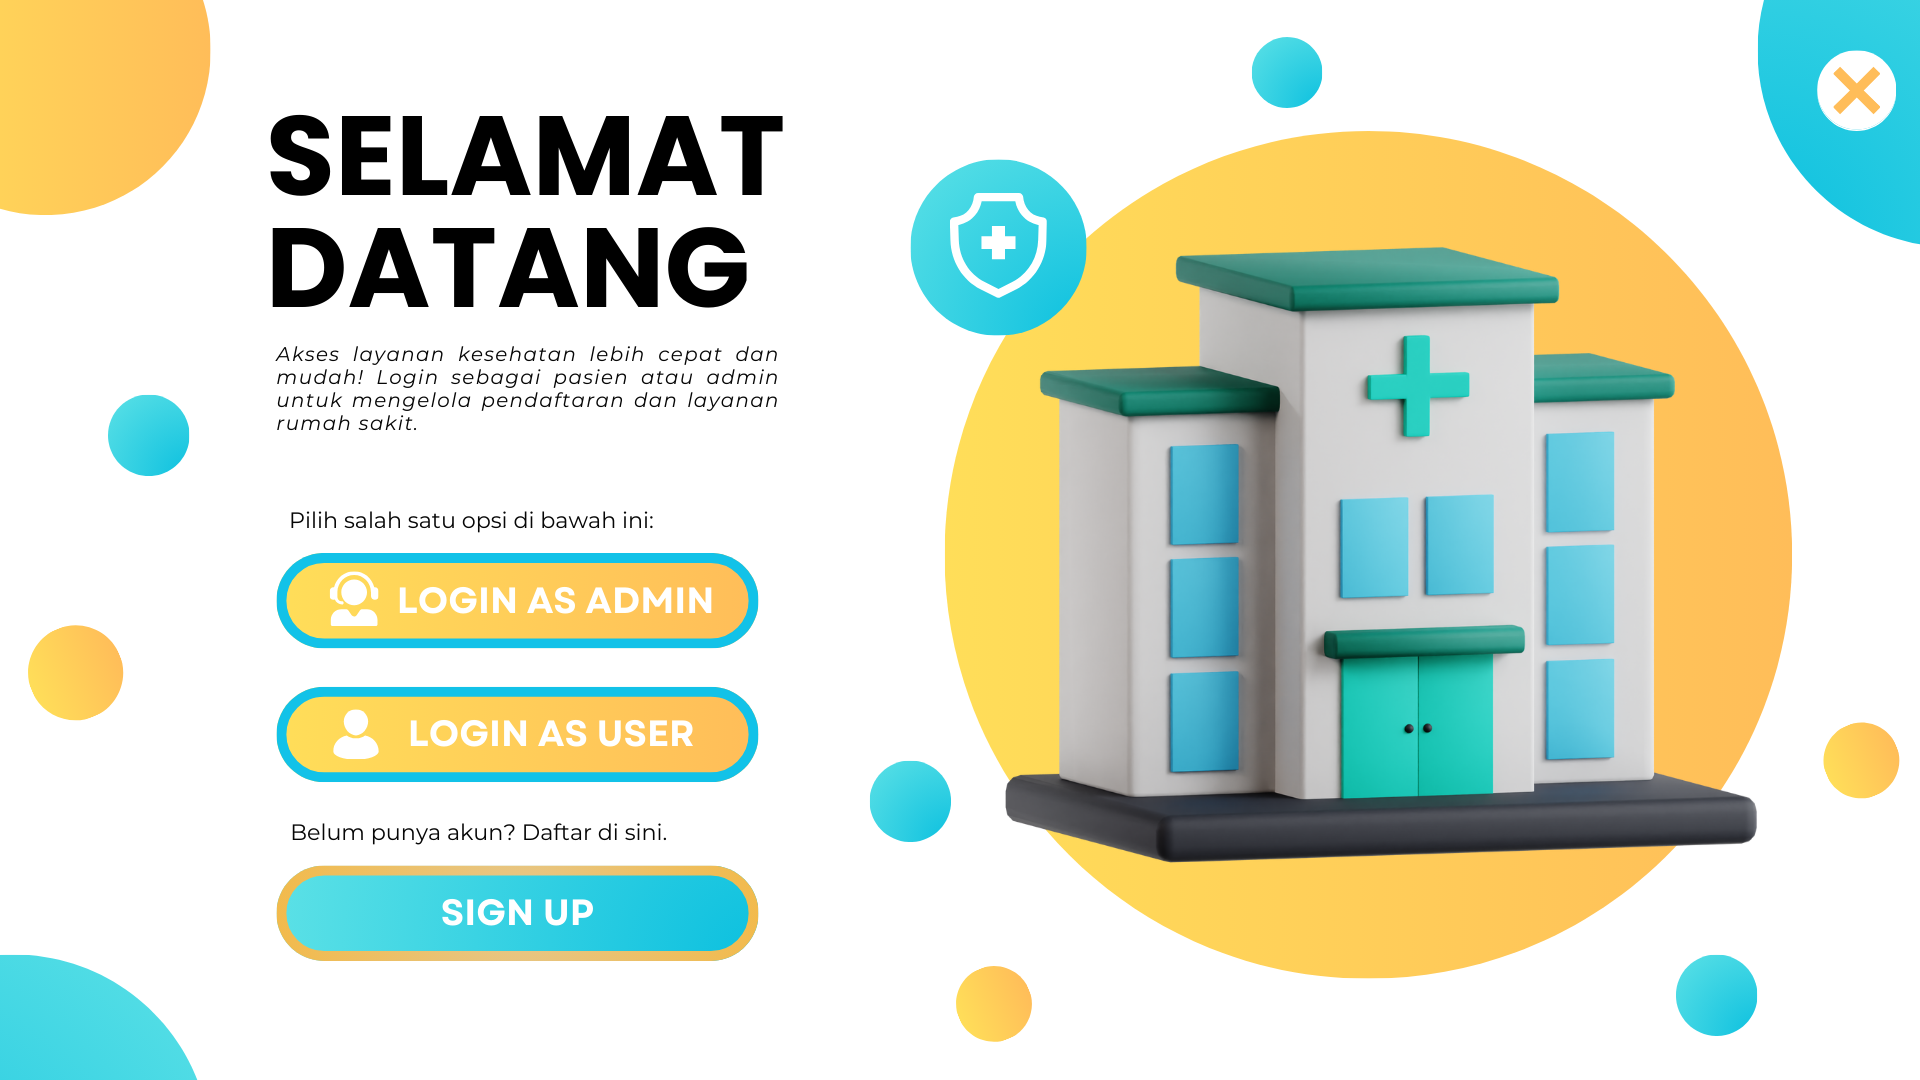 SELAMAT
DATANG
Akses layanan kesehatan lebih cepat dan
mudah! Login sebagai pasien atau admin
untuk mengelola pendaftaran dan layanan
rumah sakit.
Pilih salah satu opsi di bawah ini:
LOGIN AS ADMIN
LOGIN AS USER
Belum punya akun? Daftar di sini.
SIGN UP